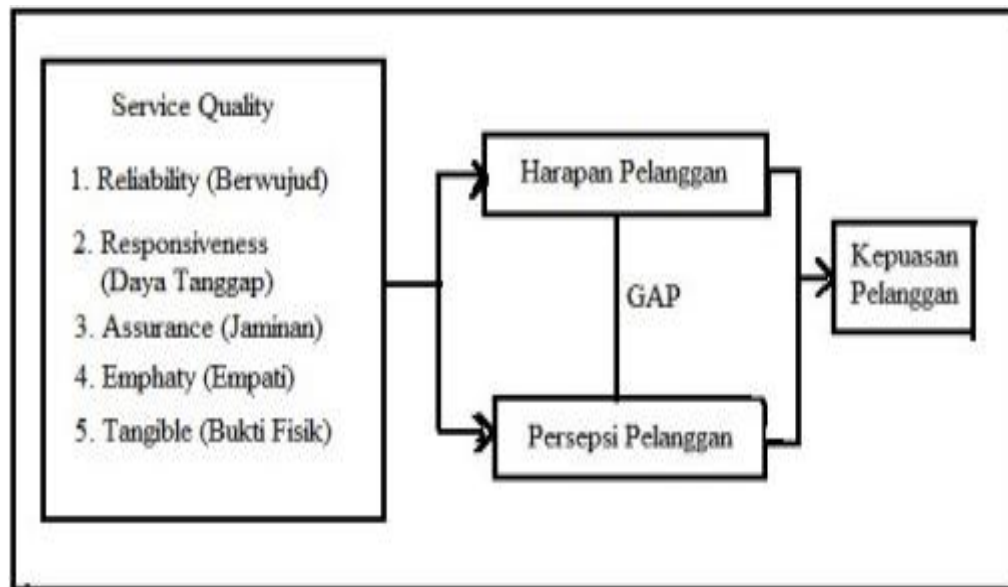 Service Quality
1. Reliability (Berwujud)
2. Responsiveness
(Daya Tanggap)
3. Assurance (Jaminan)
4. Emphaty (Empati)
5. Tangible (Bukti Fisik)
Harapan Pelanggan
GAP
Persepsi Pelanggan
Kepuasan
Pelanggan